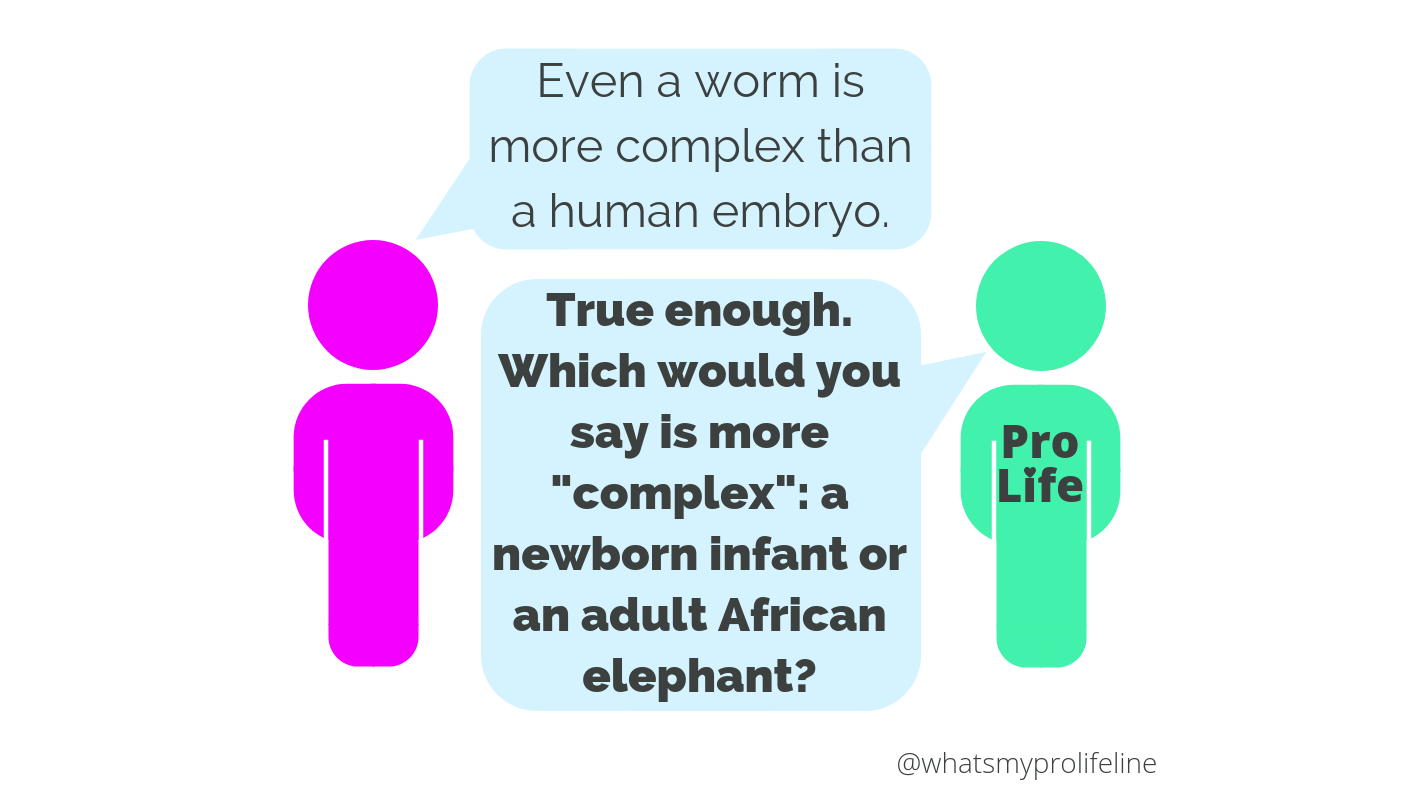 Even a worm is
more complex than
a human embryo.
True enough.
Which would you
say is more
"complex": a
newborn infant or
an adult African
elephant?
Pro
Life
@whatsmyprolifeline